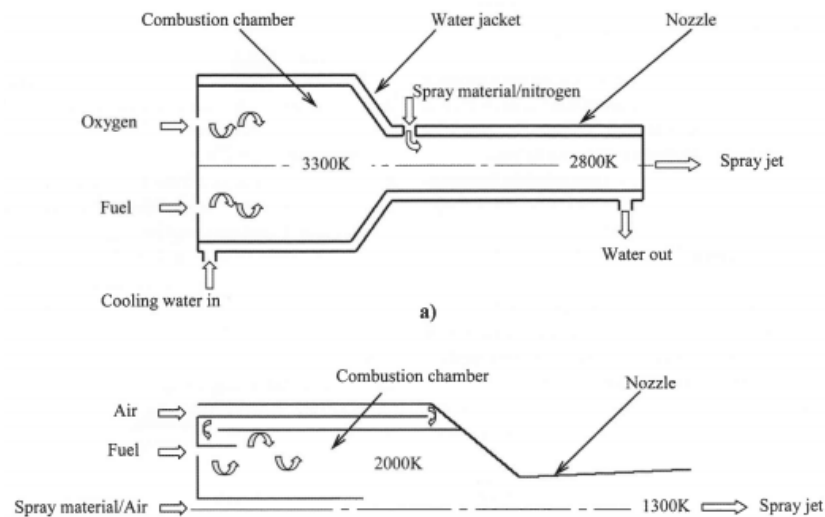 Combustion chamber
Water jacket
Nozzle
Spray material/nitrogen
Oxygen
3300K
2800K
Spray jet
Fuel
Water out
Cooling water in
a)
Combustion chamber
Nozzle
Air
Fuel
2000K
Spray material/Air
1300K
Spray jet